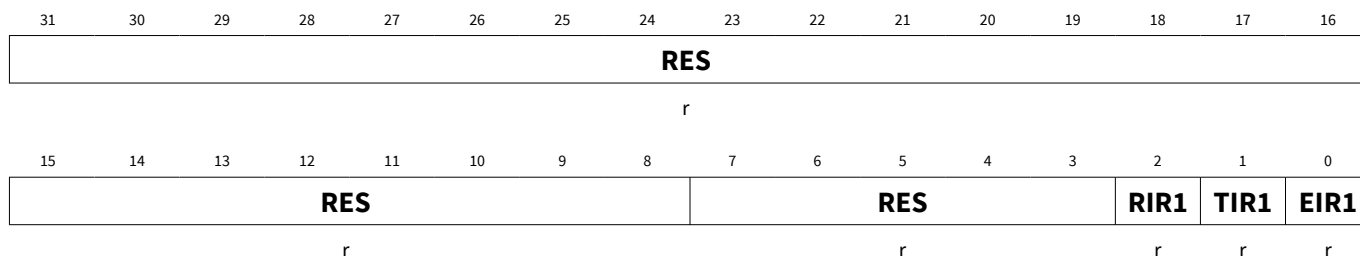 31 30 29 28 27 26 25 24 23 22 21 20 19 18 17 16
RES
r
15 14 13 12 11 10 9 8 7 6 5 4 3 2 1 0
RES RES RIR1 TIR1 EIR1
r r r r r